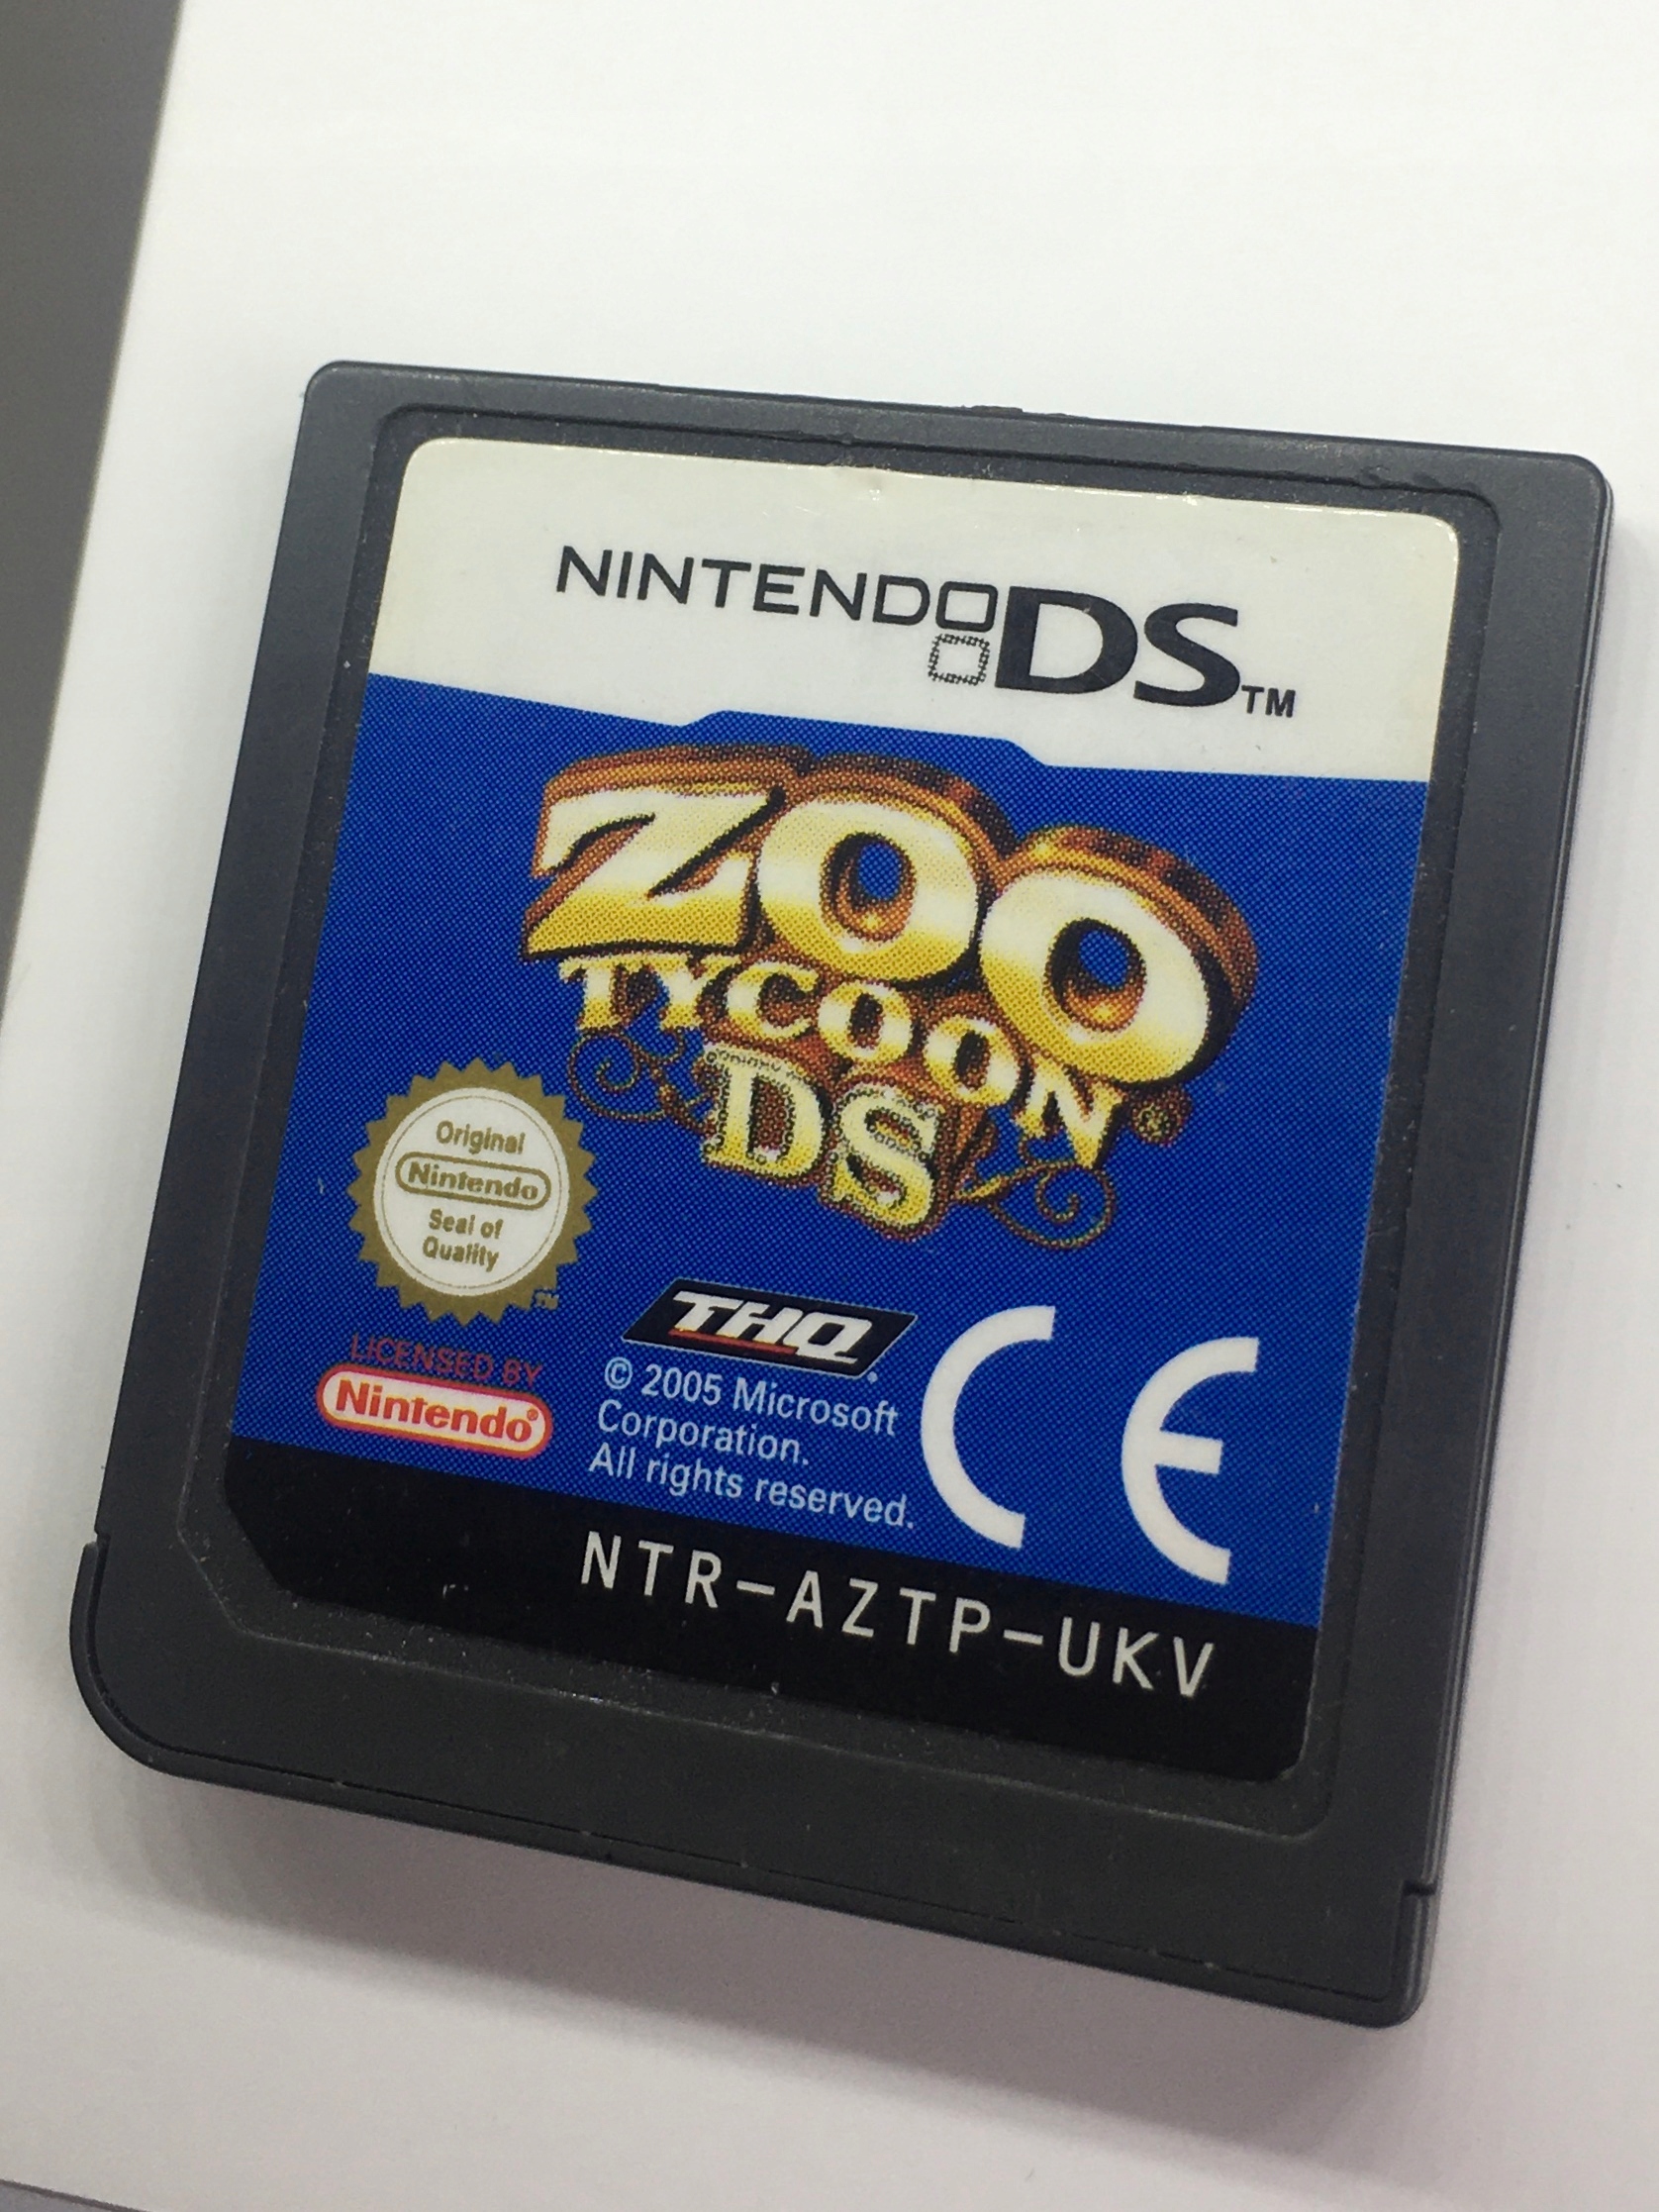 NINTENDO DS™
ZOO
TYCOON®
DS
Original
Nintendo
Seal of
Quality
TM
LICENSED BY
Nintendo®
THQ®
© 2005 Microsoft
Corporation.
All rights reserved.
CE
NTR-AZTP-UKV